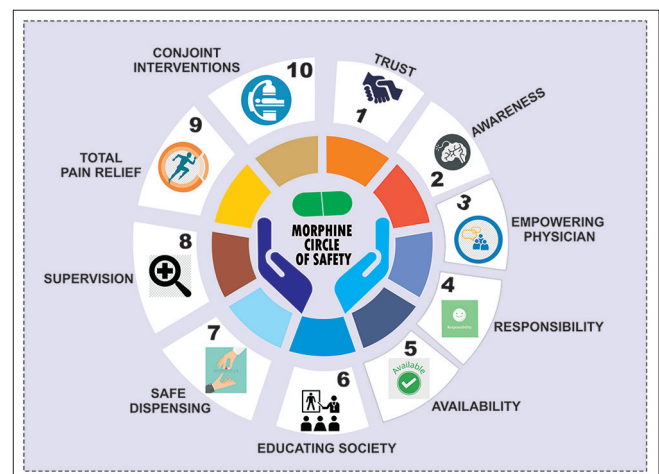 CONJOINT
INTERVENTIONS
10
TRUST
1
AWARENESS
2
EMPOWERING
PHYSICIAN
3
RESPONSIBILITY
4
Responsibility
AVAILABILITY
5
Available
EDUCATING SOCIETY
6
SAFE
DISPENSING
7
SUPERVISION
8
TOTAL
PAIN RELIEF
9
MORPHINE
CIRCLE
OF SAFETY